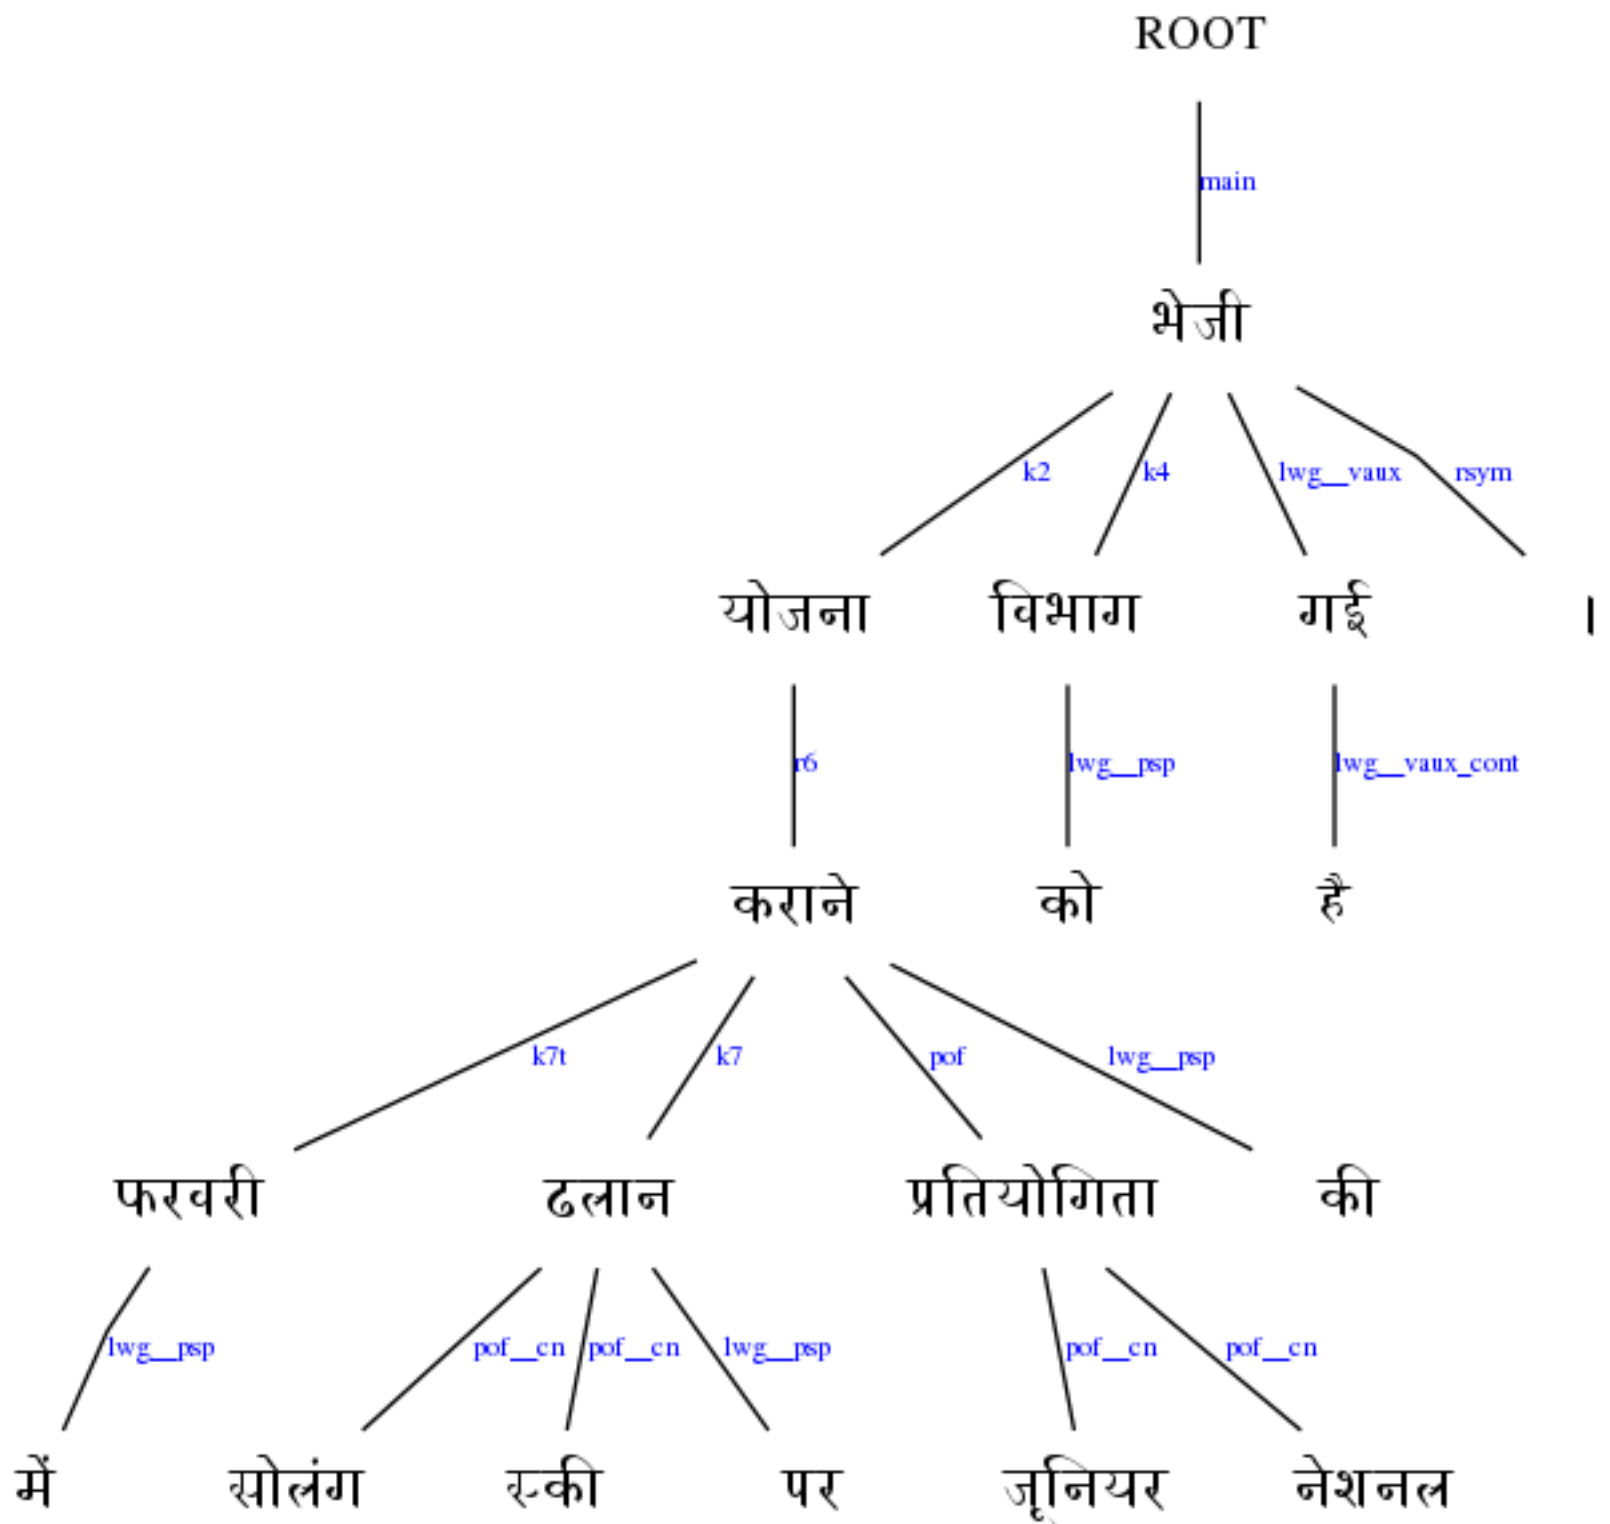 ROOT
main
भेजी
k2 k4 lwg__vaux rsym
योजना विभाग गई ।
r6 lwg__psp lwg__vaux_cont
कराने को है
k7t k7 pof lwg__psp
फरवरी ढलान प्रतियोगिता की
lwg__psp pof__cn pof__cn lwg__psp pof__cn pof__cn
में सोलंग स्की पर जूनियर नेशनल